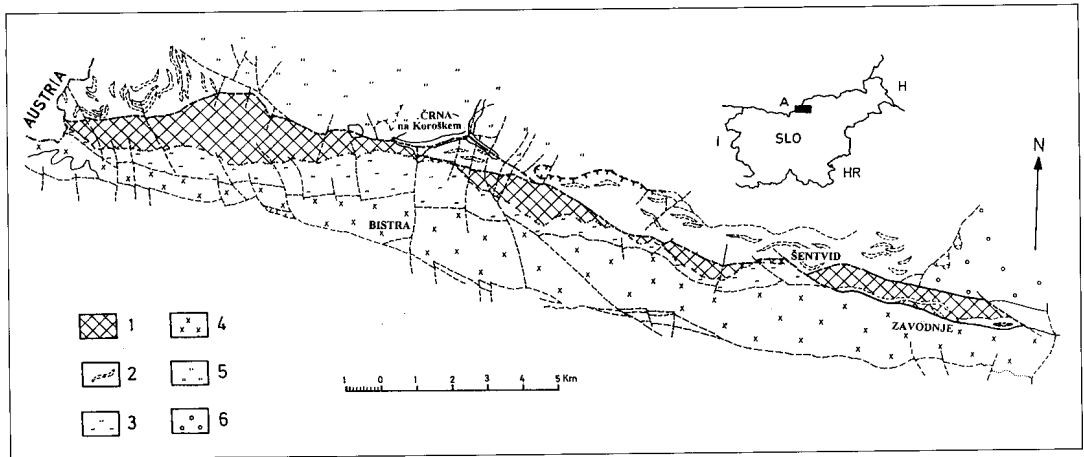 AUSTRIA
ČRNA
na Koroškem
BISTRA
ŠENTVID
ZAVODNJE
A
H
I
SLO
HR
N
1
2
3
4
5
6
1 0 1 2 3 4 5 Km